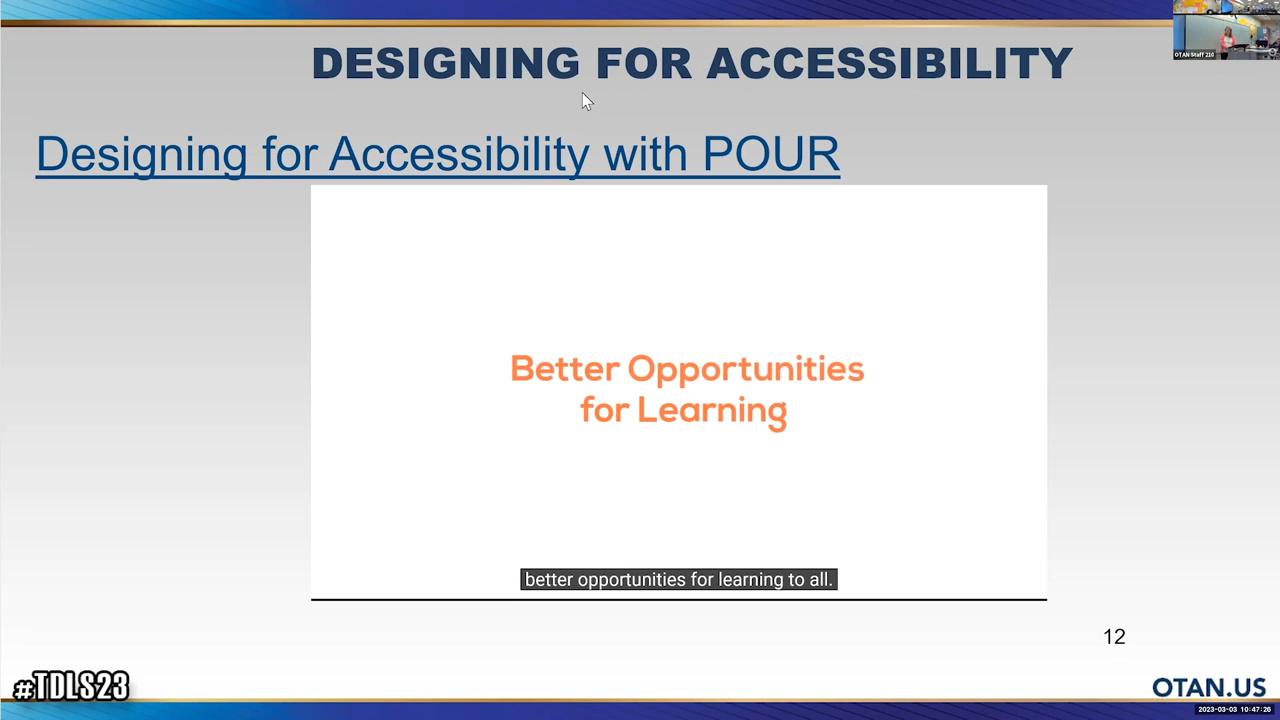 DESIGNING FOR ACCESSIBILITY
OTAN Staff 210
Designing for Accessibility with POUR
Better Opportunities
for Learning
better opportunities for learning to all.
12
#TDLS23
OTAN.US
2023-03-03 10:47:26